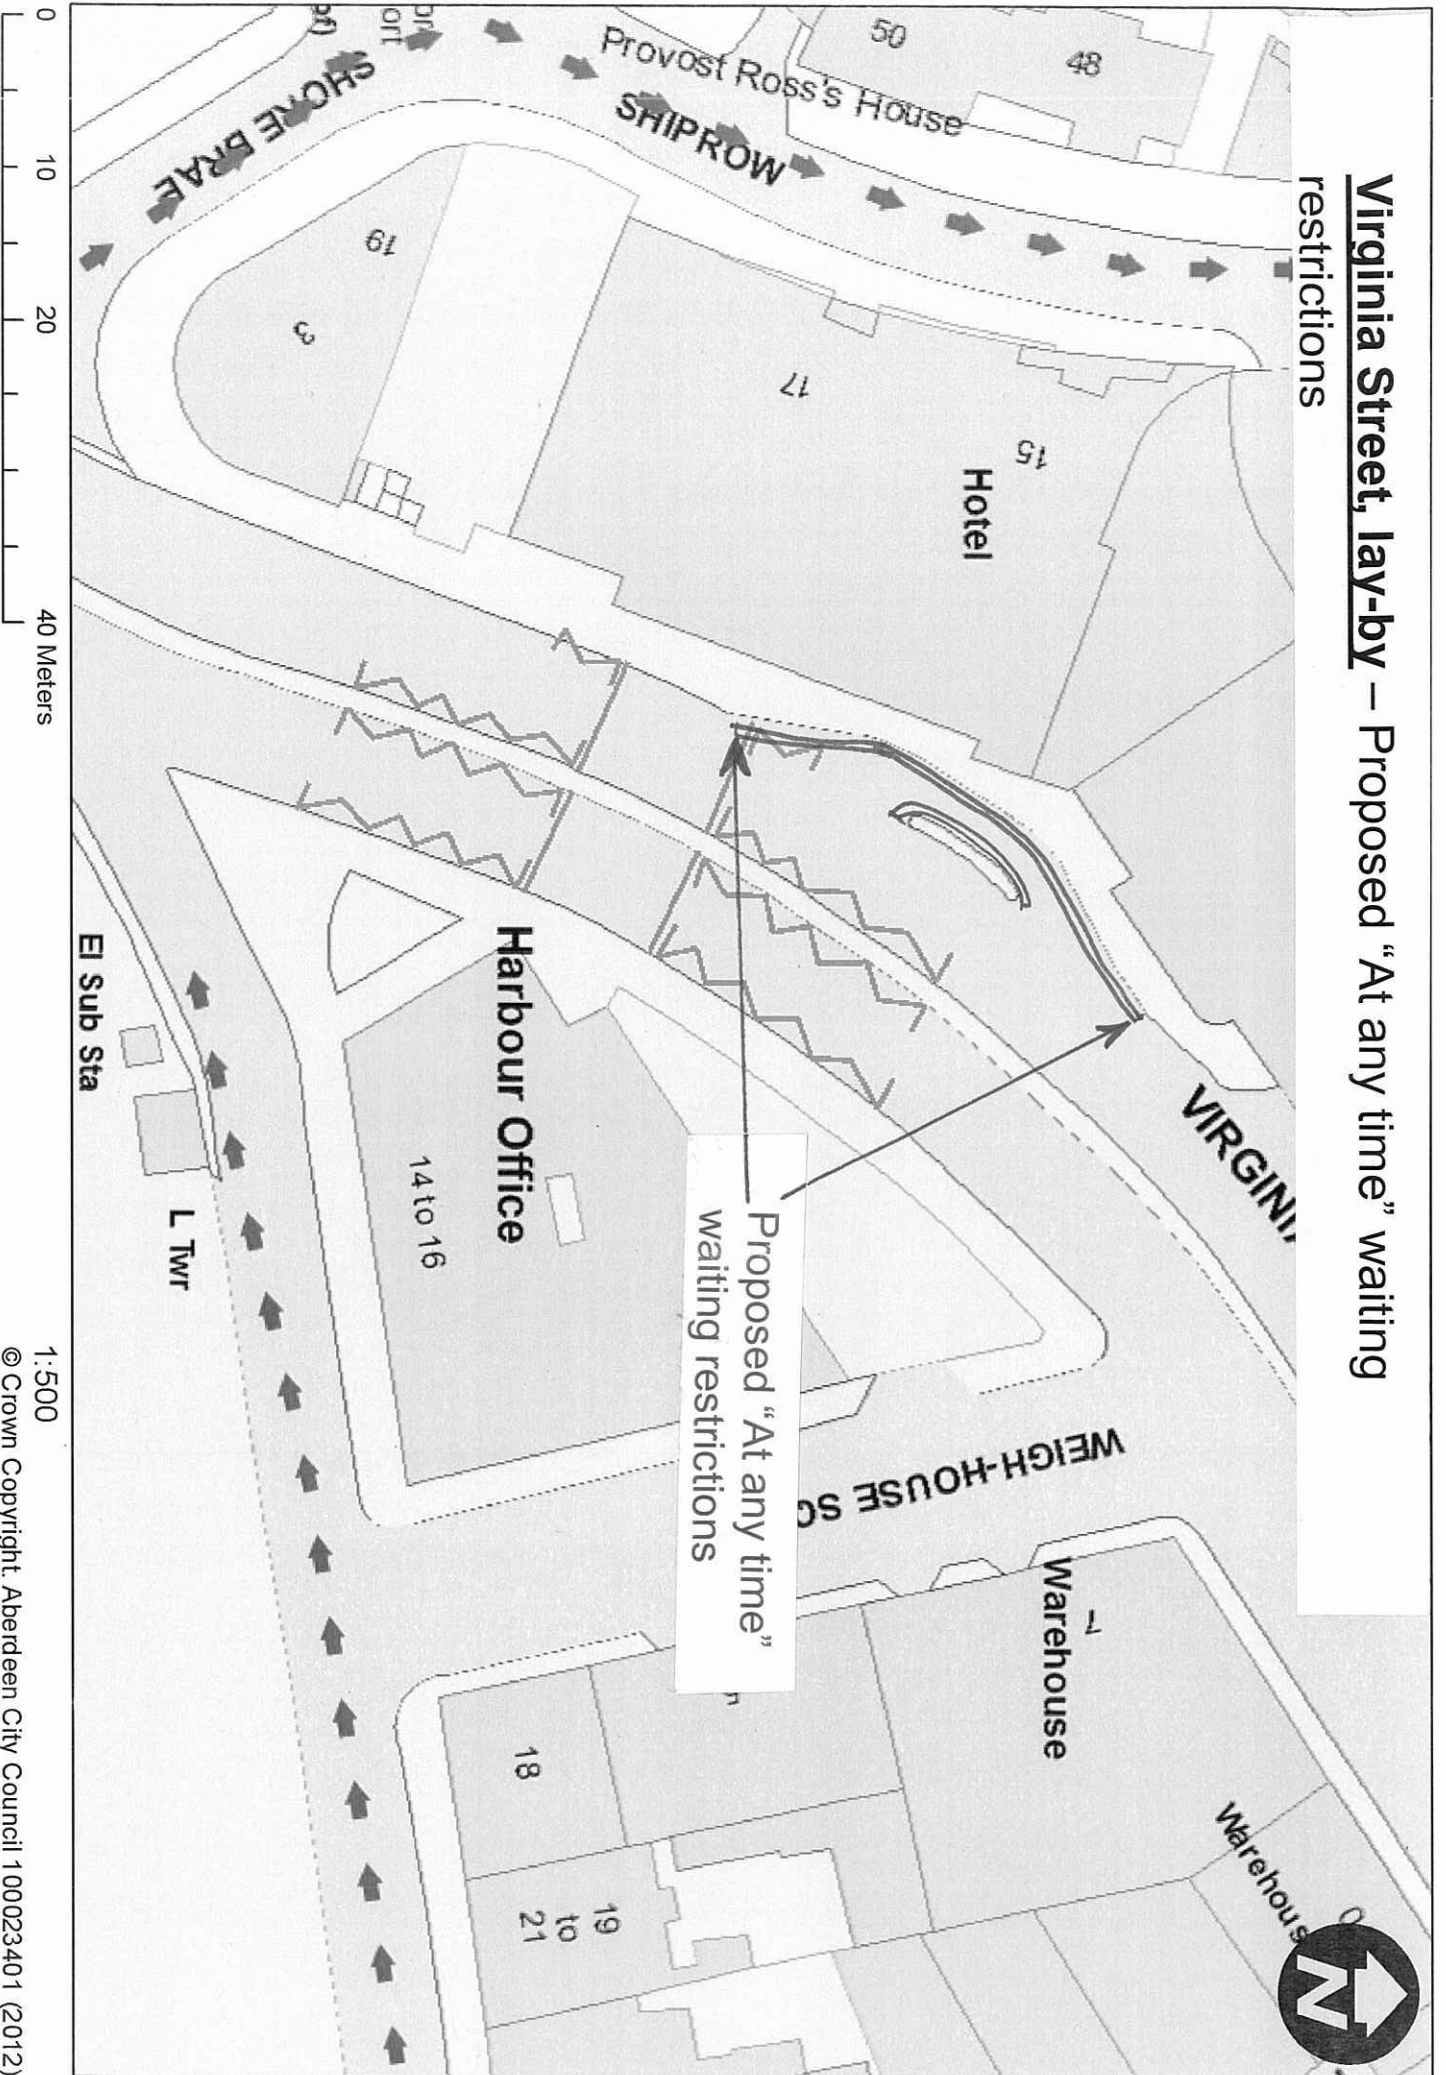 Virginia Street, lay-by – Proposed “At any time” waiting
restrictions
50
48
Provost Ross's House
SHIPROW
SHORE BRAE
19
3
17
15
Hotel
VIRGINI
Proposed “At any time”
waiting restrictions
Harbour Office
14 to 16
El Sub Sta
L Twr
WEIGH-HOUSE SQ
Warehouse
7
Warehous
18
19
to
21
N
0
10
20
40 Meters
1:500
© Crown Copyright. Aberdeen City Council 100023401 (2012)